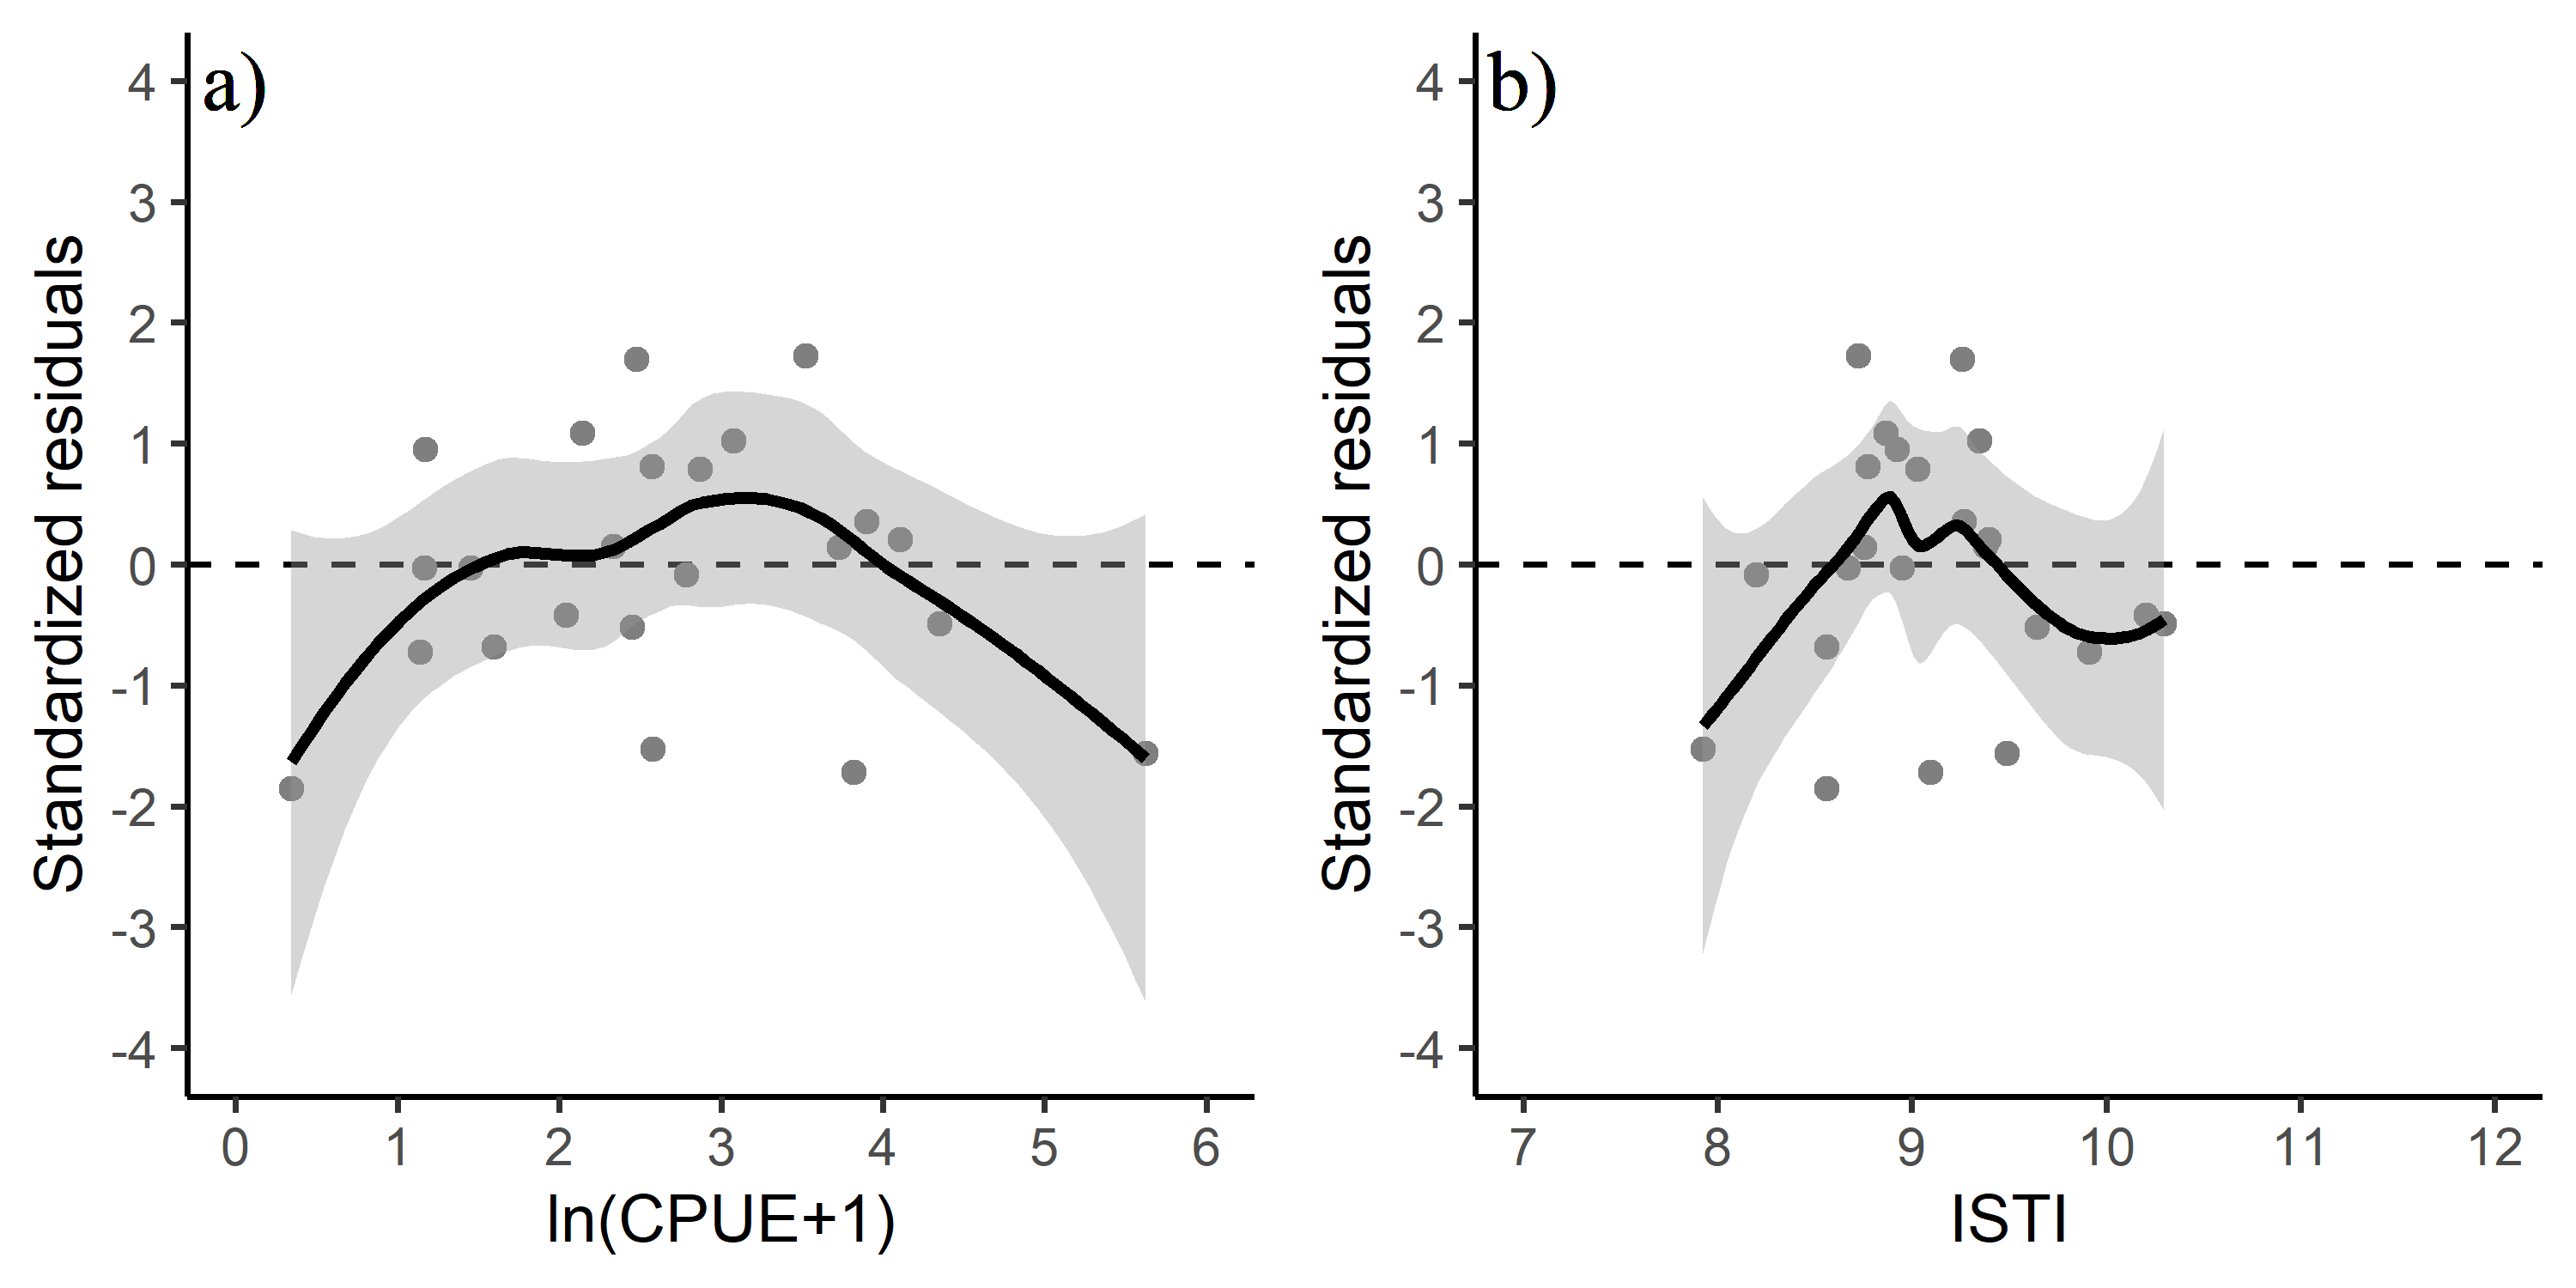 a)
4
3
2
1
0
-1
-2
-3
-4
Standardized residuals
0 1 2 3 4 5 6
ln(CPUE+1)
b)
4
3
2
1
0
-1
-2
-3
-4
Standardized residuals
7 8 9 10 11 12
ISTI